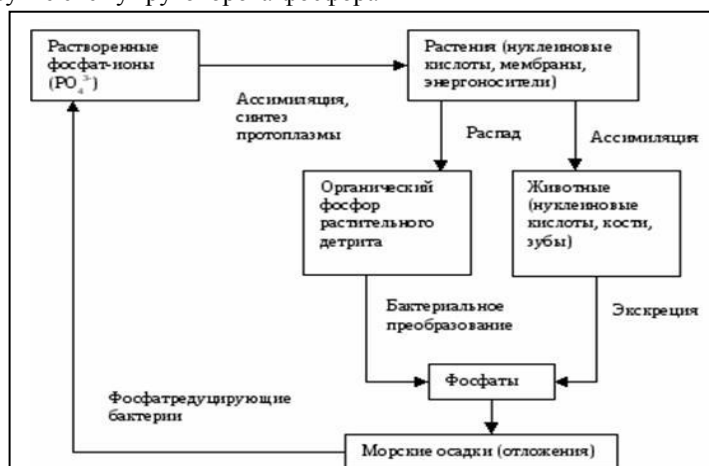 Растворенные
фосфат-ионы
(PO₄³⁻)
Растения (нуклеиновые
кислоты, мембраны,
энергоносители)
Ассимиляция,
синтез
протоплазмы
Распад
Ассимиляция
Органический
фосфор
растительного
детрита
Животные
(нуклеиновые
кислоты, кости,
зубы)
Бактериальное
преобразование
Экскреция
Фосфаты
Фосфатредуцирующие
бактерии
Морские осадки (отложения)